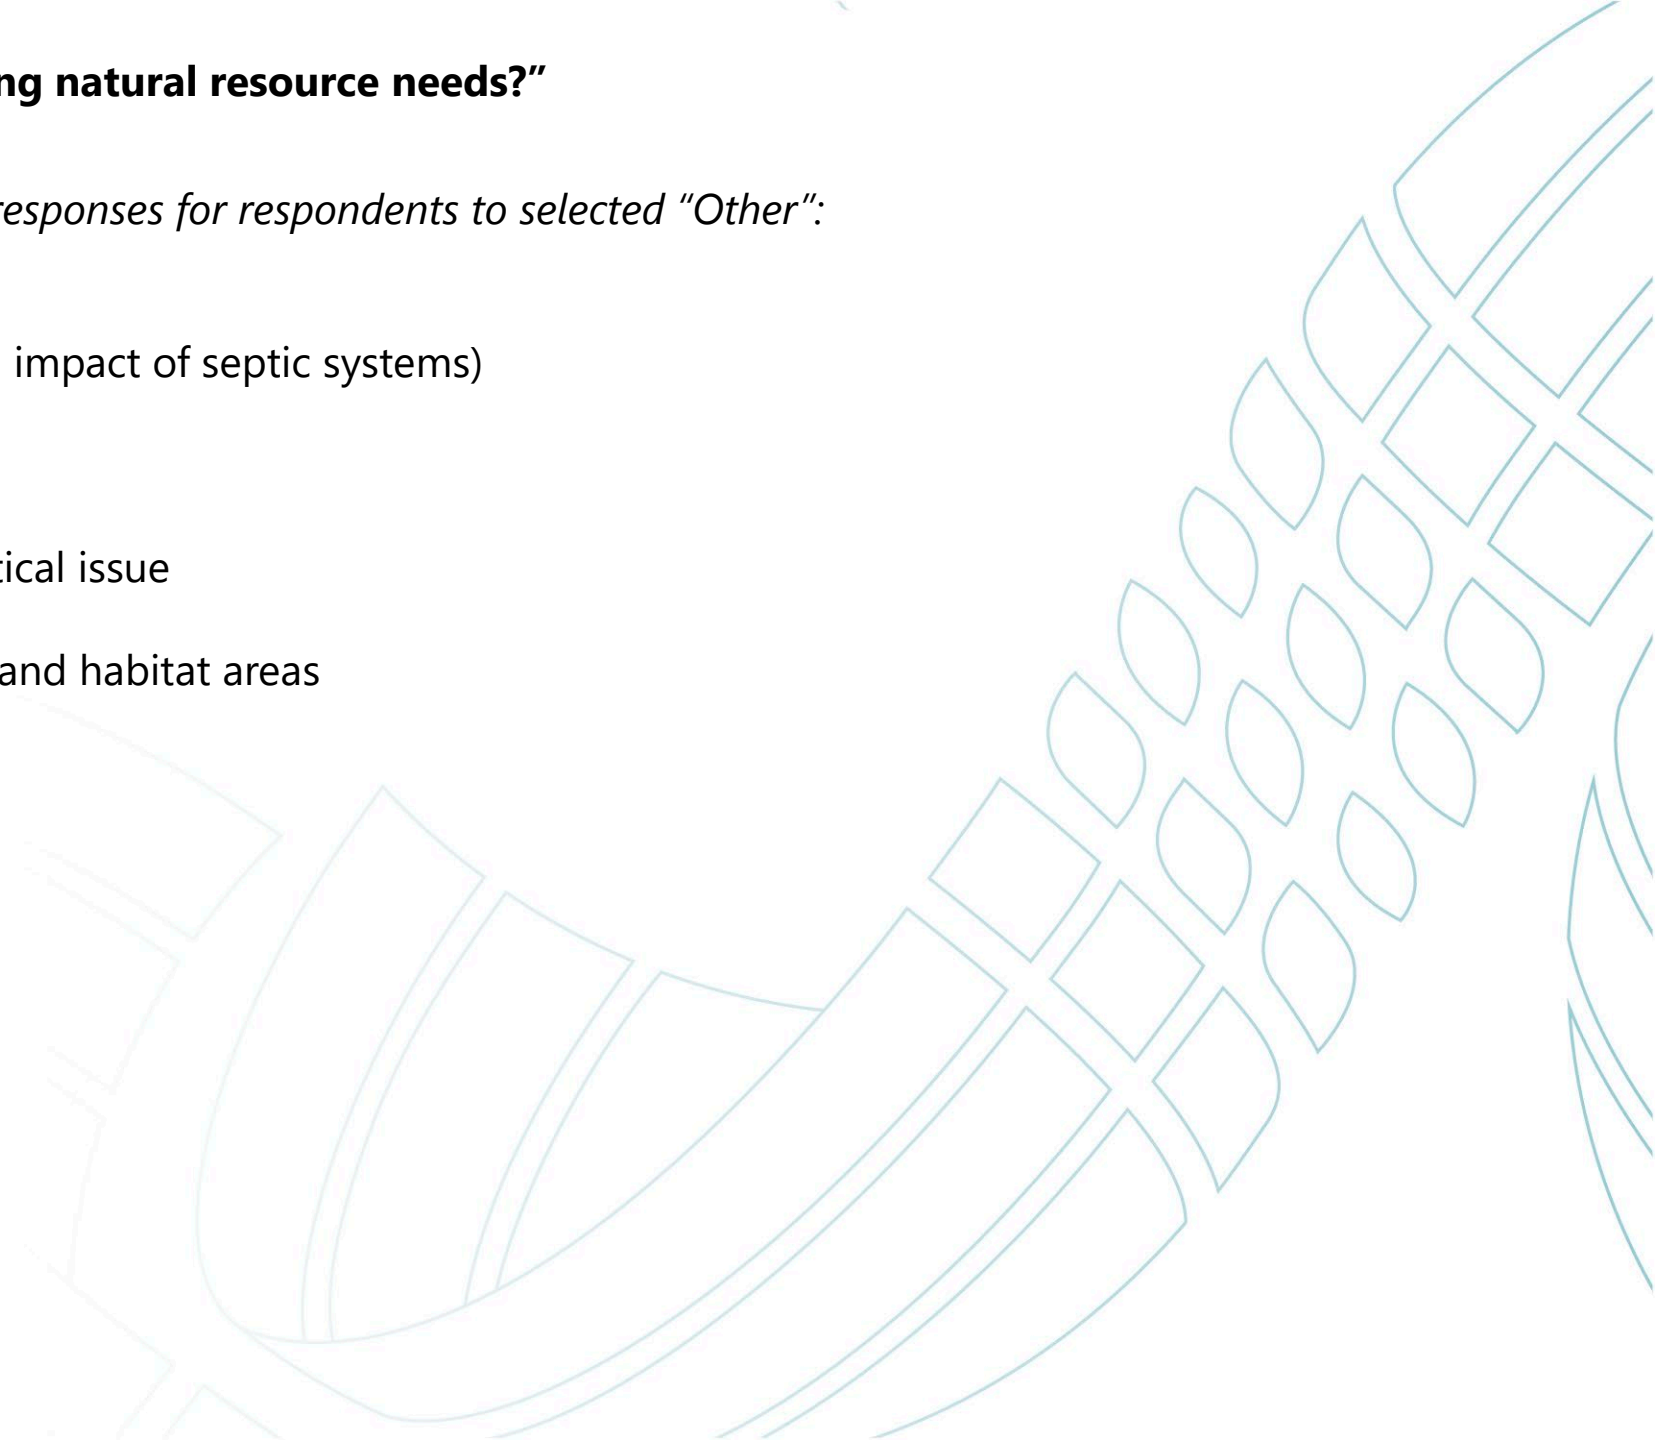 ng natural resource needs?”
responses for respondents to selected “Other”:
impact of septic systems)
tical issue
and habitat areas